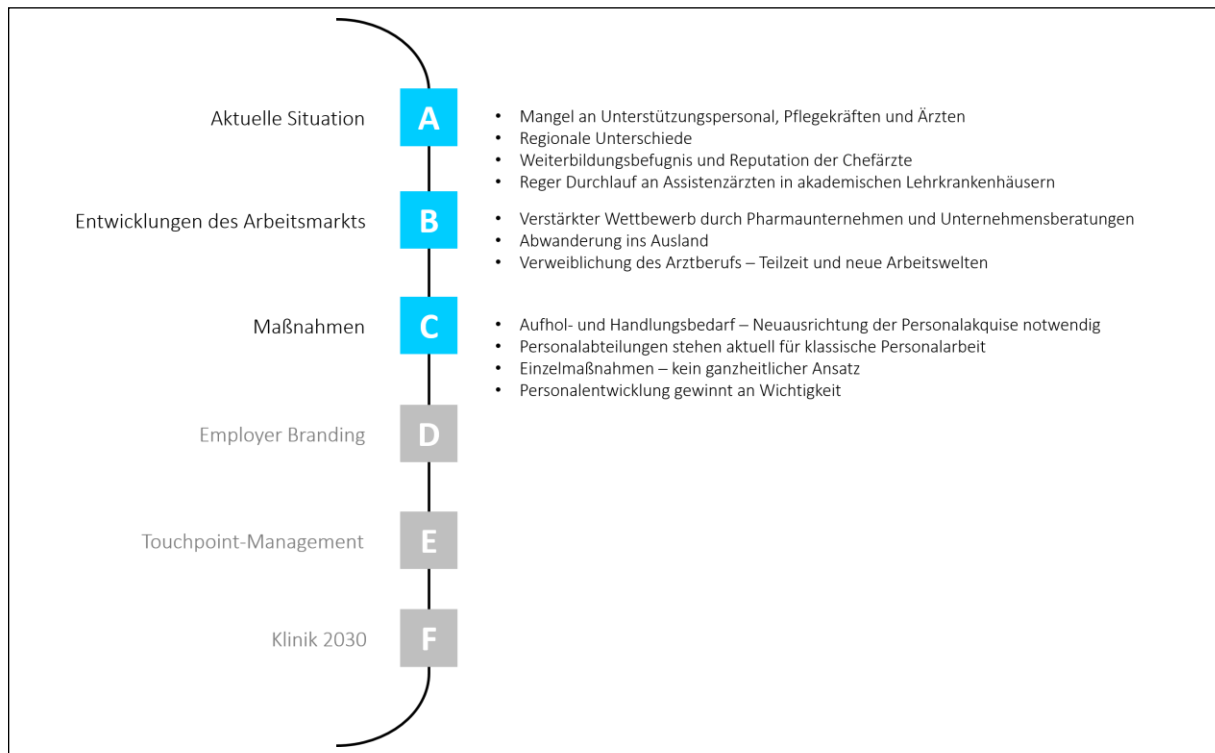 Aktuelle Situation
A
• Mangel an Unterstützungspersonal, Pflegekräften und Ärzten
• Regionale Unterschiede
• Weiterbildungsbefugnis und Reputation der Chefärzte
• Reger Durchlauf an Assistenzärzten in akademischen Lehrkrankenhäusern
Entwicklungen des Arbeitsmarkts
B
• Verstärkter Wettbewerb durch Pharmaunternehmen und Unternehmensberatungen
• Abwanderung ins Ausland
• Verweiblichung des Arztberufs – Teilzeit und neue Arbeitswelten
Maßnahmen
C
• Aufhol- und Handlungsbedarf – Neuausrichtung der Personalakquise notwendig
• Personalabteilungen stehen aktuell für klassische Personalarbeit
• Einzelmaßnahmen – kein ganzheitlicher Ansatz
• Personalentwicklung gewinnt an Wichtigkeit
Employer Branding
D
Touchpoint-Management
E
Klinik 2030
F